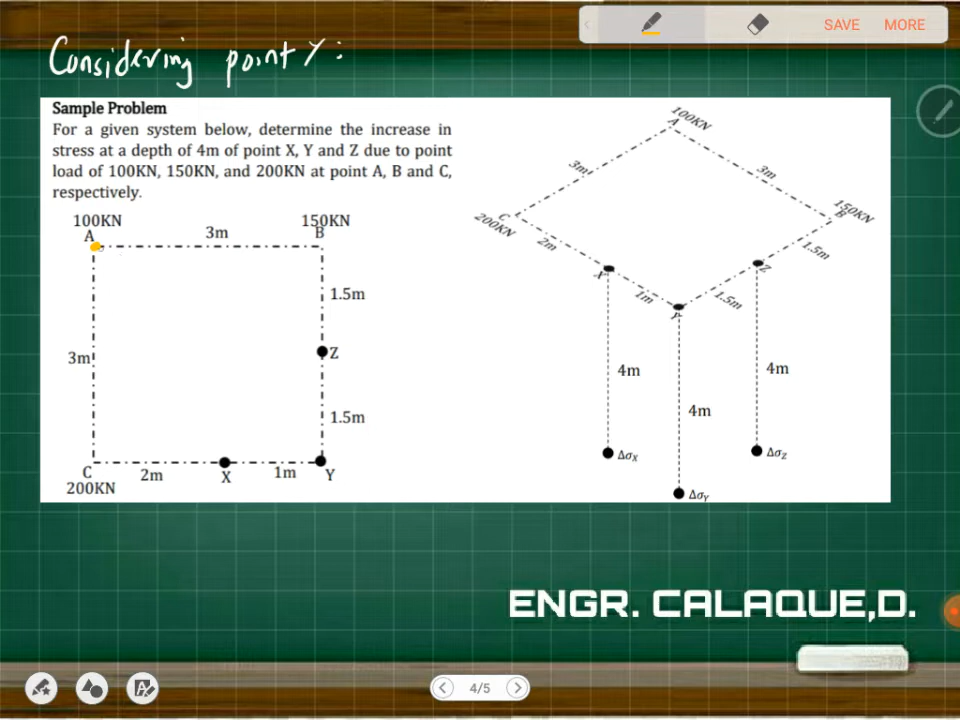 SAVE MORE
Considering point Y:
Sample Problem
For a given system below, determine the increase in
stress at a depth of 4m of point X, Y and Z due to point
load of 100KN, 150KN, and 200KN at point A, B and C,
respectively.
100KN 150KN
A 3m B
1.5m
3m Z
1.5m
C 2m X 1m Y
200KN
100KN
A
3m 3m
150KN
B
C
200KN
2m 1.5m
X Z
1m 1.5m
Y
4m 4m
4m
ΔσX ΔσZ
ΔσY
ENGR. CALAQUE,D.
4/5